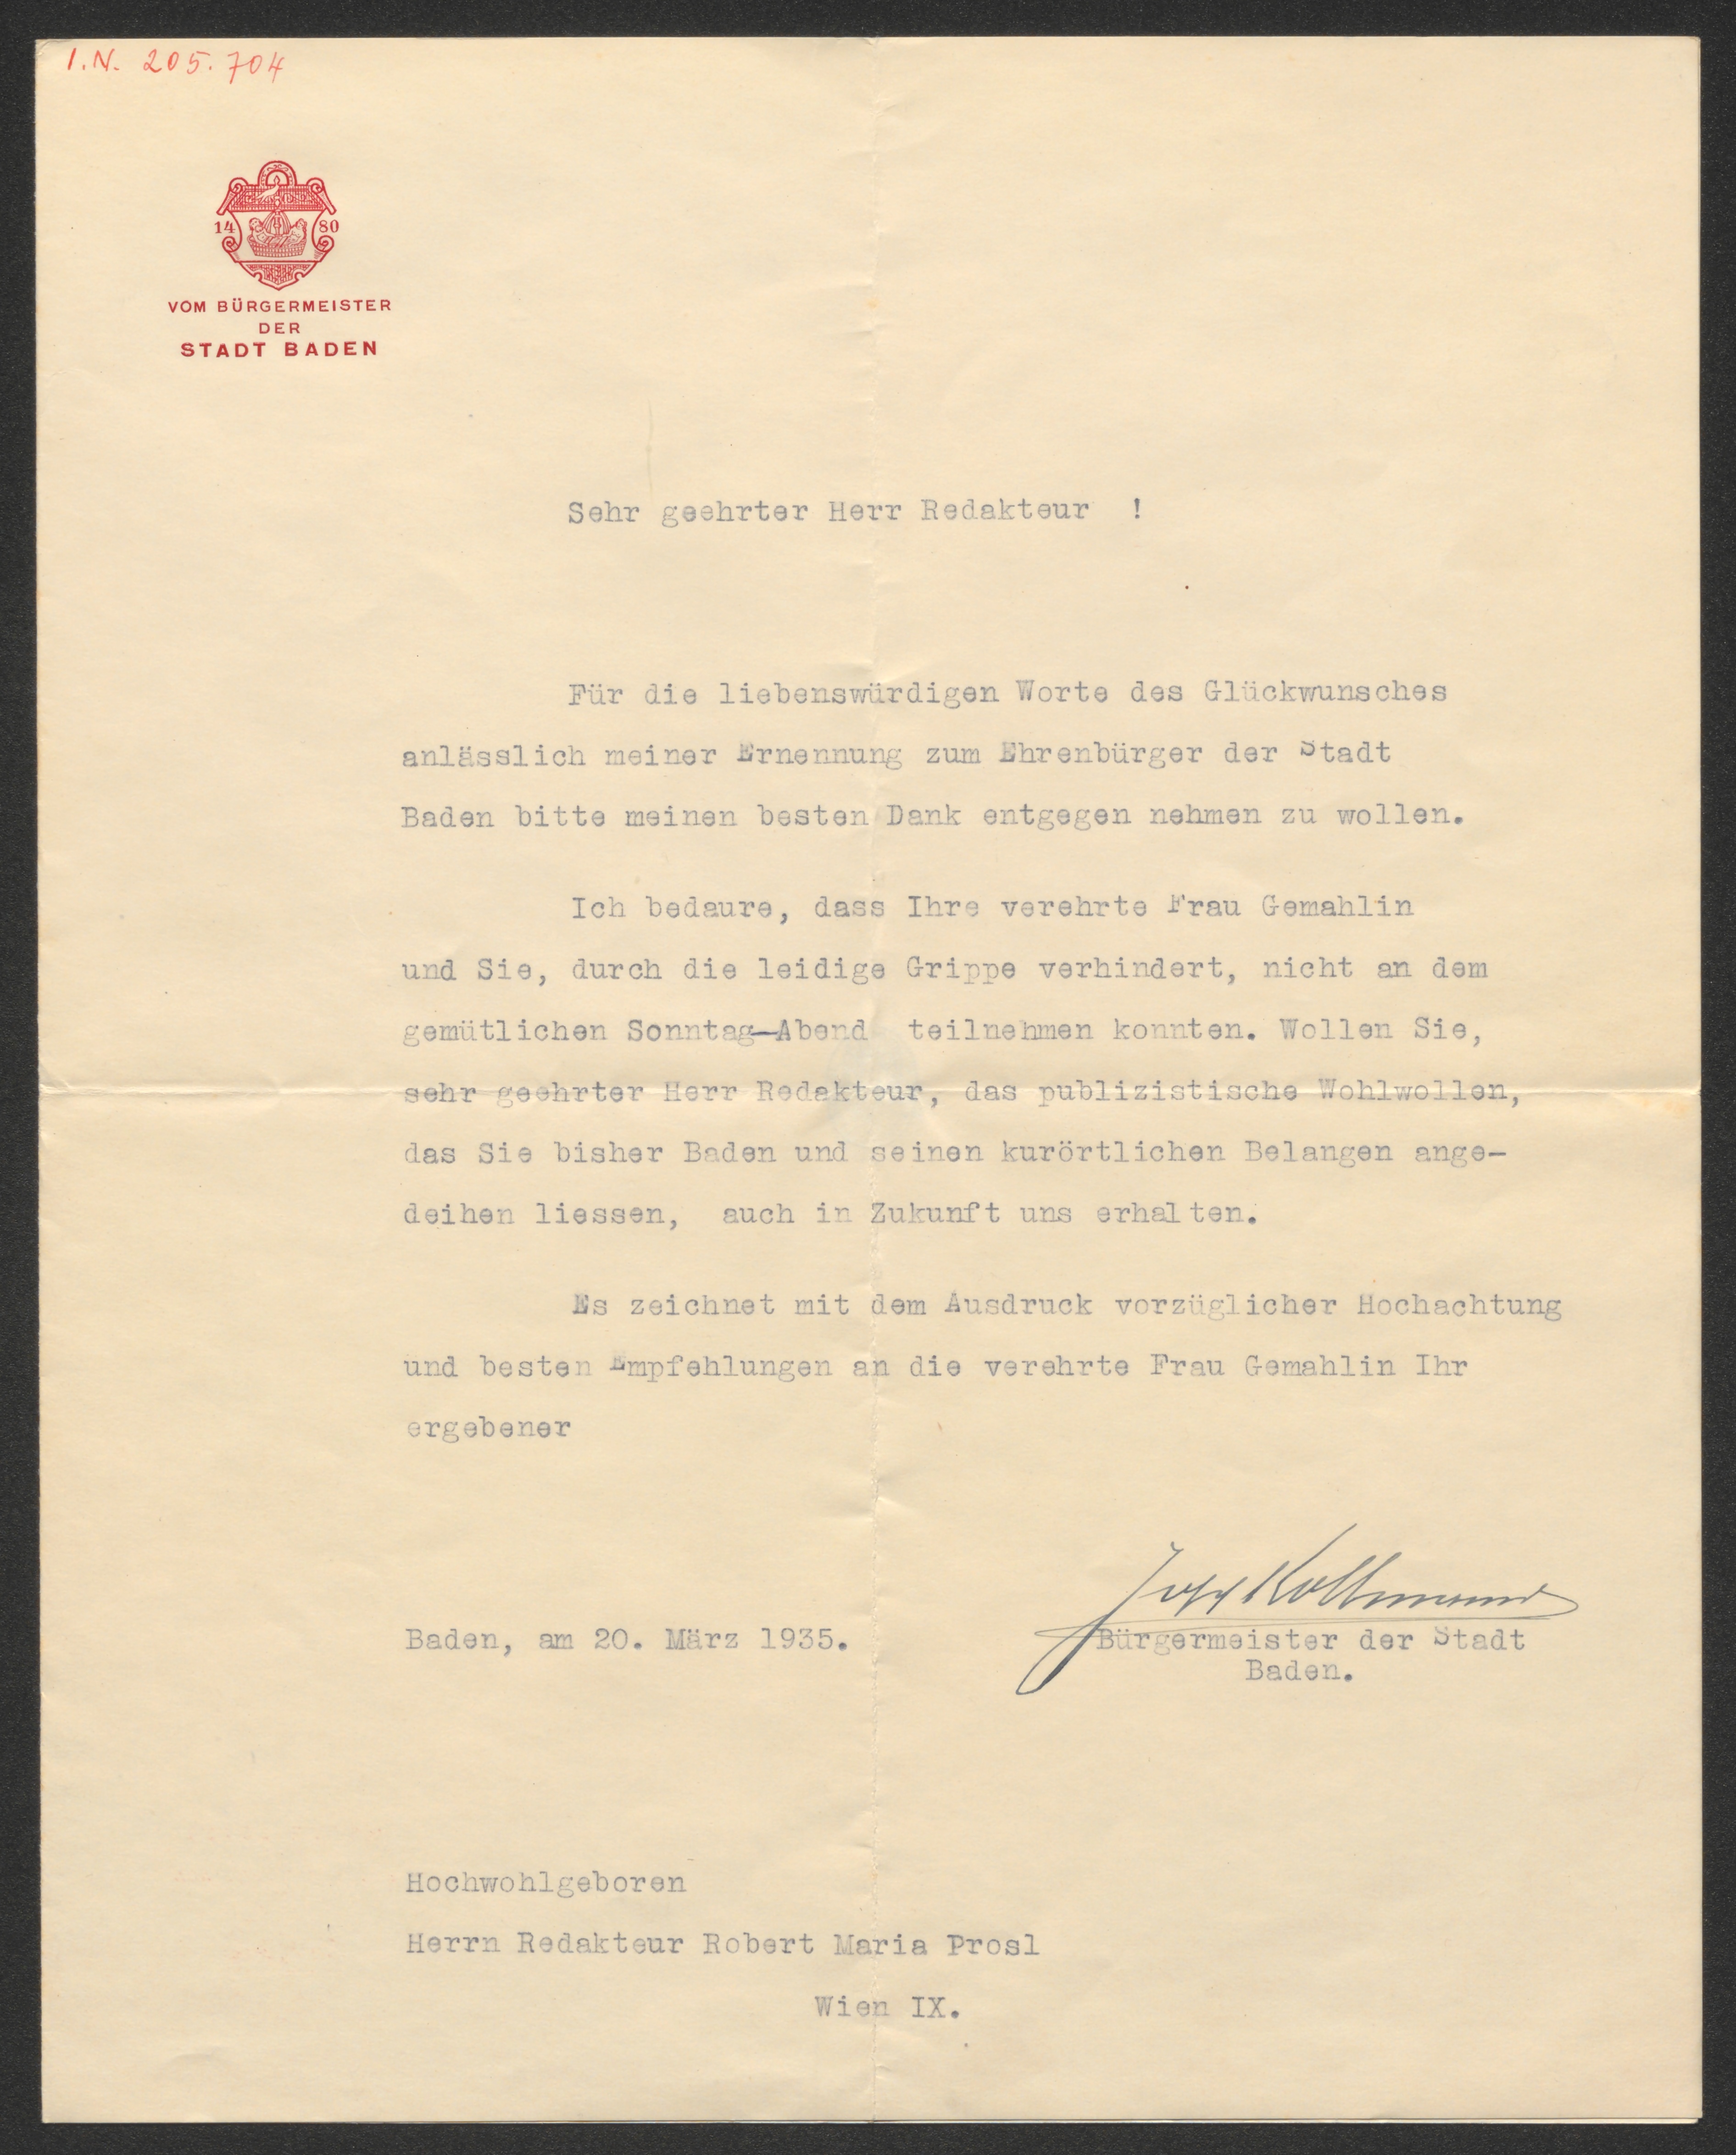 I.N. 205.704
14 80
VOM BÜRGERMEISTER
DER
STADT BADEN
Sehr geehrter Herr Redakteur !
Für die liebenswürdigen Worte des Glückwunsches
anlässlich meiner Ernennung zum Ehrenbürger der Stadt
Baden bitte meinen besten Dank entgegen nehmen zu wollen.
Ich bedaure, dass Ihre verehrte Frau Gemahlin
und Sie, durch die leidige Grippe verhindert, nicht an dem
gemütlichen Sonntag-Abend teilnehmen konnten. Wollen Sie,
sehr geehrter Herr Redakteur, das publizistische Wohlwollen,
das Sie bisher Baden und seinen kurörtlichen Belangen ange-
deihen liessen, auch in Zukunft uns erhalten.
Es zeichnet mit dem Ausdruck vorzüglicher Hochachtung
und besten Empfehlungen an die verehrte Frau Gemahlin Ihr
ergebener
Josef Kollmann
Baden, am 20. März 1935.
Bürgermeister der Stadt
Baden.
Hochwohlgeboren
Herrn Redakteur Robert Maria Prosl
Wien IX.